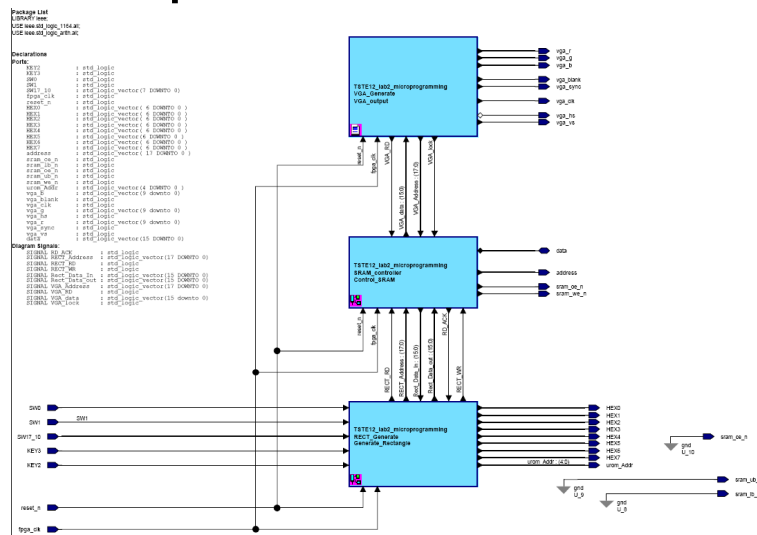 Package List
LIBRARY ieee;
USE ieee.std_logic_1164.all;
USE ieee.std_logic_arith.all;
Declarations
Ports:
KEY2 : std_logic
KEY3 : std_logic
SW0 : std_logic
SW1 : std_logic
SW17_10 : std_logic_vector(7 DOWNTO 0)
fpga_clk : std_logic
reset_n : std_logic
HEX0 : std_logic_vector( 6 DOWNTO 0 )
HEX1 : std_logic_vector( 6 DOWNTO 0 )
HEX2 : std_logic_vector( 6 DOWNTO 0 )
HEX3 : std_logic_vector( 6 DOWNTO 0 )
HEX4 : std_logic_vector( 6 DOWNTO 0 )
HEX5 : std_logic_vector(6 DOWNTO 0 )
HEX6 : std_logic_vector( 6 DOWNTO 0 )
HEX7 : std_logic_vector( 6 DOWNTO 0 )
address : std_logic_vector( 17 DOWNTO 0 )
sram_ce_n : std_logic
sram_lb_n : std_logic
sram_oe_n : std_logic
sram_ub_n : std_logic
sram_we_n : std_logic
urom_Addr : std_logic_vector(4 DOWNTO 0 )
vga_b : std_logic_vector(9 downto 0)
vga_blank : std_logic
vga_clk : std_logic
vga_g : std_logic_vector(9 downto 0)
vga_hs : std_logic
vga_r : std_logic_vector(9 downto 0)
vga_sync : std_logic
vga_vs : std_logic
data : std_logic_vector(15 DOWNTO 0)
Diagram Signals:
SIGNAL RD_ACK : std_logic
SIGNAL RECT_Address : std_logic_vector(17 DOWNTO 0)
SIGNAL RECT_RD : std_logic
SIGNAL RECT_WR : std_logic
SIGNAL Rect_Data_In : std_logic_vector(15 DOWNTO 0)
SIGNAL Rect_Data_out : std_logic_vector(15 DOWNTO 0)
SIGNAL VGA_Address : std_logic_vector(17 DOWNTO 0)
SIGNAL VGA_RD : std_logic
SIGNAL VGA_data : std_logic_vector(15 downto 0)
SIGNAL VGA_lock : std_logic
TSTE12_lab2_microprogramming
VGA_Generate
VGA_output
vga_r
vga_g
vga_b
vga_blank
vga_sync
vga_clk
vga_hs
vga_vs
reset_n
fpga_clk
VGA_RD
VGA_data : (15:0)
VGA_Address : (17:0)
VGA_lock
TSTE12_lab2_microprogramming
SRAM_controller
Control_SRAM
data
address
sram_oe_n
sram_we_n
reset_n
fpga_clk
RECT_RD
RECT_Address : (17:0)
Rect_Data_In : (15:0)
Rect_Data_out : (15:0)
RD_ACK
RECT_WR
SW0
SW1
SW1
SW17_10
KEY3
KEY2
reset_n
fpga_clk
TSTE12_lab2_microprogramming
RECT_Generate
Generate_Rectangle
HEX0
HEX1
HEX2
HEX3
HEX4
HEX5
HEX6
HEX7
urom_Addr : (4:0)
urom_Addr
sram_ce_n
gnd
U_10
sram_ub_
gnd
U_9
sram_lb_
gnd
U_8